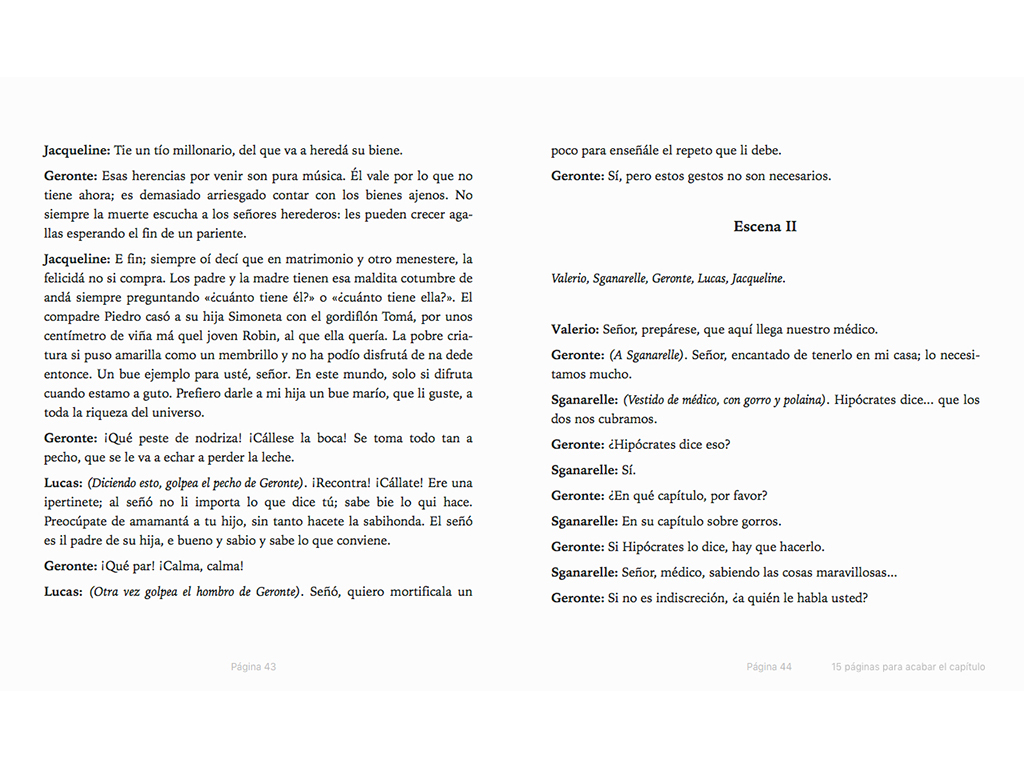 Jacqueline: Tie un tío millonario, del que va a heredá su biene.
Geronte: Esas herencias por venir son pura música. Él vale por lo que no
tiene ahora; es demasiado arriesgado contar con los bienes ajenos. No
siempre la muerte escucha a los señores herederos: les pueden crecer aga-
llas esperando el fin de un pariente.
Jacqueline: E fin; siempre oí decí que en matrimonio y otro menestere, la
felicidá no si compra. Los padre y la madre tienen esa maldita cotumbre de
andá siempre preguntando «¿cuánto tiene él?» o «¿cuánto tiene ella?». El
compadre Piedro casó a su hija Simoneta con el gordiflón Tomá, por unos
centímetro de viña má quel joven Robin, al que ella quería. La pobre cria-
tura si puso amarilla como un membrillo y no ha podío disfrutá de na dede
entonce. Un bue ejemplo para usté, señor. En este mundo, solo si difruta
cuando estamo a guto. Prefiero darle a mi hija un bue marío, que li guste, a
toda la riqueza del universo.
Geronte: ¡Qué peste de nodriza! ¡Cállese la boca! Se toma todo tan a
pecho, que se le va a echar a perder la leche.
Lucas: (Diciendo esto, golpea el pecho de Geronte). ¡Recontra! ¡Cállate! Ere una
ipertinete; al señó no li importa lo que dice tú; sabe bie lo qui hace.
Preocúpate de amamantá a tu hijo, sin tanto hacete la sabihonda. El señó
es il padre de su hija, e bueno y sabio y sabe lo que conviene.
Geronte: ¡Qué par! ¡Calma, calma!
Lucas: (Otra vez golpea el hombro de Geronte). Señó, quiero mortificala un
Página 43
poco para enseñále el repeto que li debe.
Geronte: Sí, pero estos gestos no son necesarios.
Escena II
Valerio, Sganarelle, Geronte, Lucas, Jacqueline.
Valerio: Señor, prepárese, que aquí llega nuestro médico.
Geronte: (A Sganarelle). Señor, encantado de tenerlo en mi casa; lo necesi-
tamos mucho.
Sganarelle: (Vestido de médico, con gorro y polaina). Hipócrates dice... que los
dos nos cubramos.
Geronte: ¿Hipócrates dice eso?
Sganarelle: Sí.
Geronte: ¿En qué capítulo, por favor?
Sganarelle: En su capítulo sobre gorros.
Geronte: Si Hipócrates lo dice, hay que hacerlo.
Sganarelle: Señor, médico, sabiendo las cosas maravillosas...
Geronte: Si no es indiscreción, ¿a quién le habla usted?
Página 44
15 páginas para acabar el capítulo